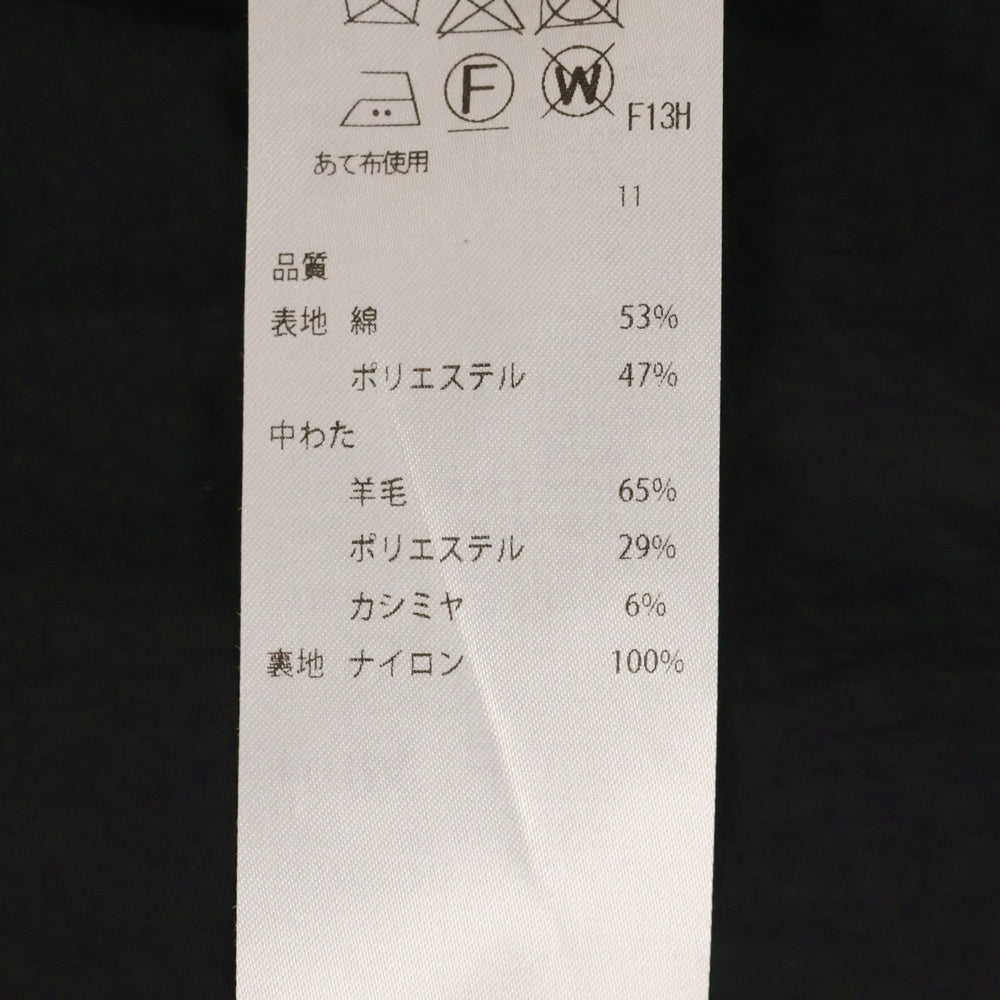 F W F13H
あて布使用
11
品質
表地 綿 53%
ポリエステル 47%
中わた
羊毛 65%
ポリエステル 29%
カシミヤ 6%
裏地 ナイロン 100%